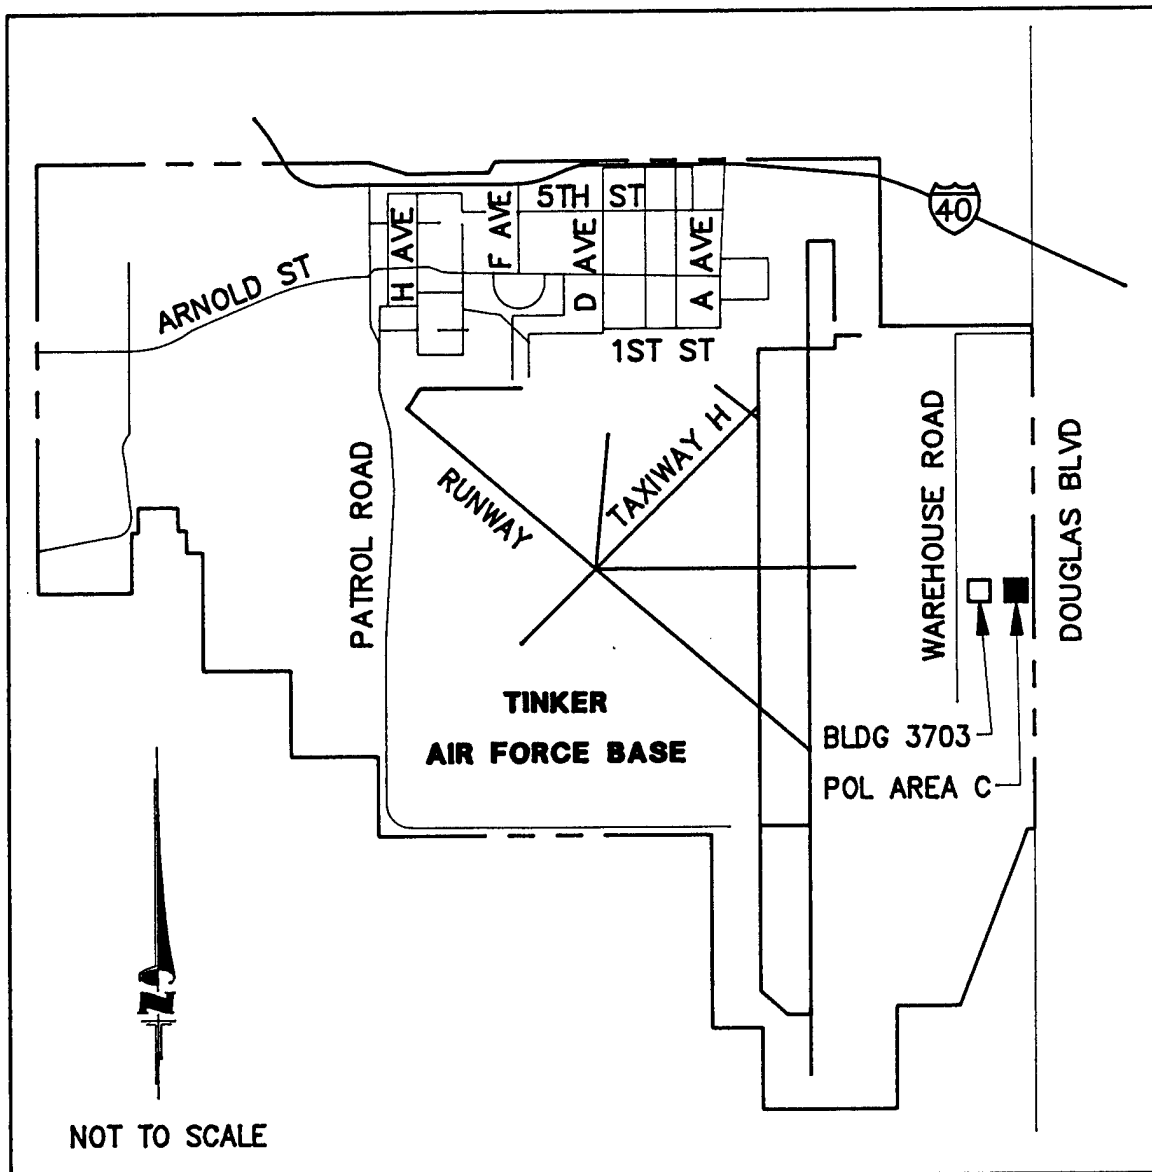 40
5TH ST
H AVE
F AVE
D AVE
A AVE
ARNOLD ST
1ST ST
TAXIWAY H
RUNWAY
PATROL ROAD
WAREHOUSE ROAD
DOUGLAS BLVD
TINKER
AIR FORCE BASE
BLDG 3703
POL AREA C
N
NOT TO SCALE